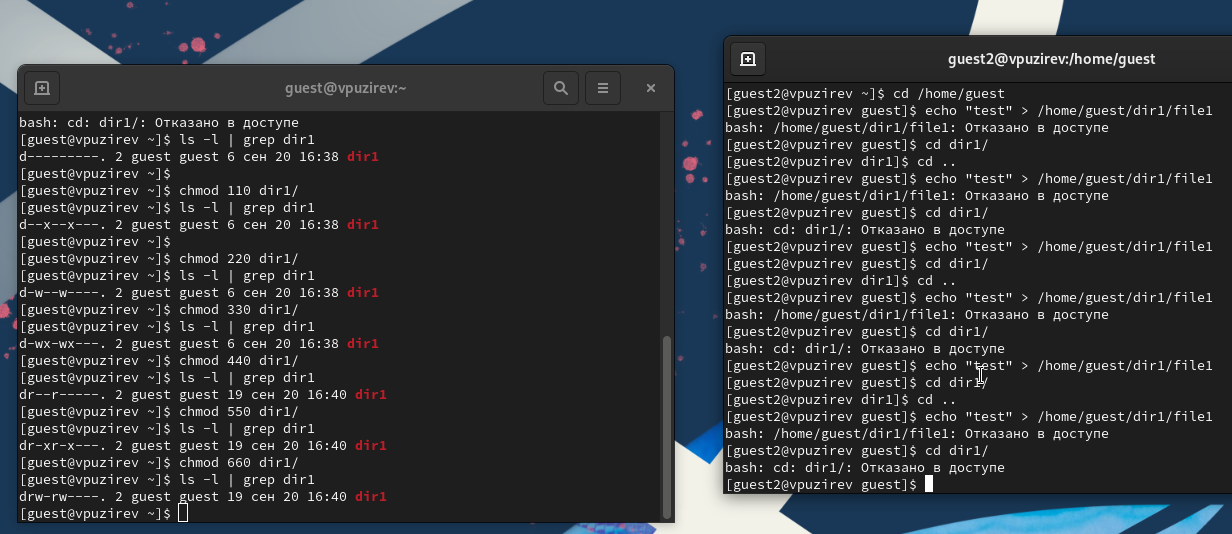 guest@vpuzirev:~
bash: cd: dir1/: Отказано в доступе
[guest@vpuzirev ~]$ ls -l | grep dir1
d---------. 2 guest guest 6 сен 20 16:38 dir1
[guest@vpuzirev ~]$
[guest@vpuzirev ~]$ chmod 110 dir1/
[guest@vpuzirev ~]$ ls -l | grep dir1
d--x--x---. 2 guest guest 6 сен 20 16:38 dir1
[guest@vpuzirev ~]$
[guest@vpuzirev ~]$ chmod 220 dir1/
[guest@vpuzirev ~]$ ls -l | grep dir1
d-w--w----. 2 guest guest 6 сен 20 16:38 dir1
[guest@vpuzirev ~]$ chmod 330 dir1/
[guest@vpuzirev ~]$ ls -l | grep dir1
d-wx-wx---. 2 guest guest 6 сен 20 16:38 dir1
[guest@vpuzirev ~]$ chmod 440 dir1/
[guest@vpuzirev ~]$ ls -l | grep dir1
dr--r-----. 2 guest guest 19 сен 20 16:40 dir1
[guest@vpuzirev ~]$ chmod 550 dir1/
[guest@vpuzirev ~]$ ls -l | grep dir1
dr-xr-x---. 2 guest guest 19 сен 20 16:40 dir1
[guest@vpuzirev ~]$ chmod 660 dir1/
[guest@vpuzirev ~]$ ls -l | grep dir1
drw-rw----. 2 guest guest 19 сен 20 16:40 dir1
[guest@vpuzirev ~]$
guest2@vpuzirev:/home/guest
[guest2@vpuzirev ~]$ cd /home/guest
[guest2@vpuzirev guest]$ echo "test" > /home/guest/dir1/file1
bash: /home/guest/dir1/file1: Отказано в доступе
[guest2@vpuzirev guest]$ cd dir1/
[guest2@vpuzirev dir1]$ cd ..
[guest2@vpuzirev guest]$ echo "test" > /home/guest/dir1/file1
bash: /home/guest/dir1/file1: Отказано в доступе
[guest2@vpuzirev guest]$ cd dir1/
bash: cd: dir1/: Отказано в доступе
[guest2@vpuzirev guest]$ echo "test" > /home/guest/dir1/file1
[guest2@vpuzirev guest]$ cd dir1/
[guest2@vpuzirev dir1]$ cd ..
[guest2@vpuzirev guest]$ echo "test" > /home/guest/dir1/file1
bash: /home/guest/dir1/file1: Отказано в доступе
[guest2@vpuzirev guest]$ cd dir1/
bash: cd: dir1/: Отказано в доступе
[guest2@vpuzirev guest]$ echo "test" > /home/guest/dir1/file1
[guest2@vpuzirev guest]$ cd dir1/
[guest2@vpuzirev dir1]$ cd ..
[guest2@vpuzirev guest]$ echo "test" > /home/guest/dir1/file1
bash: /home/guest/dir1/file1: Отказано в доступе
[guest2@vpuzirev guest]$ cd dir1/
bash: cd: dir1/: Отказано в доступе
[guest2@vpuzirev guest]$